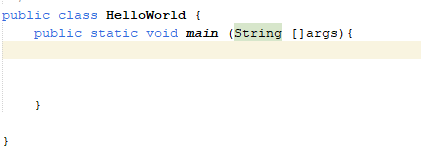 public class HelloWorld {
    public static void main (String []args){
    }
}